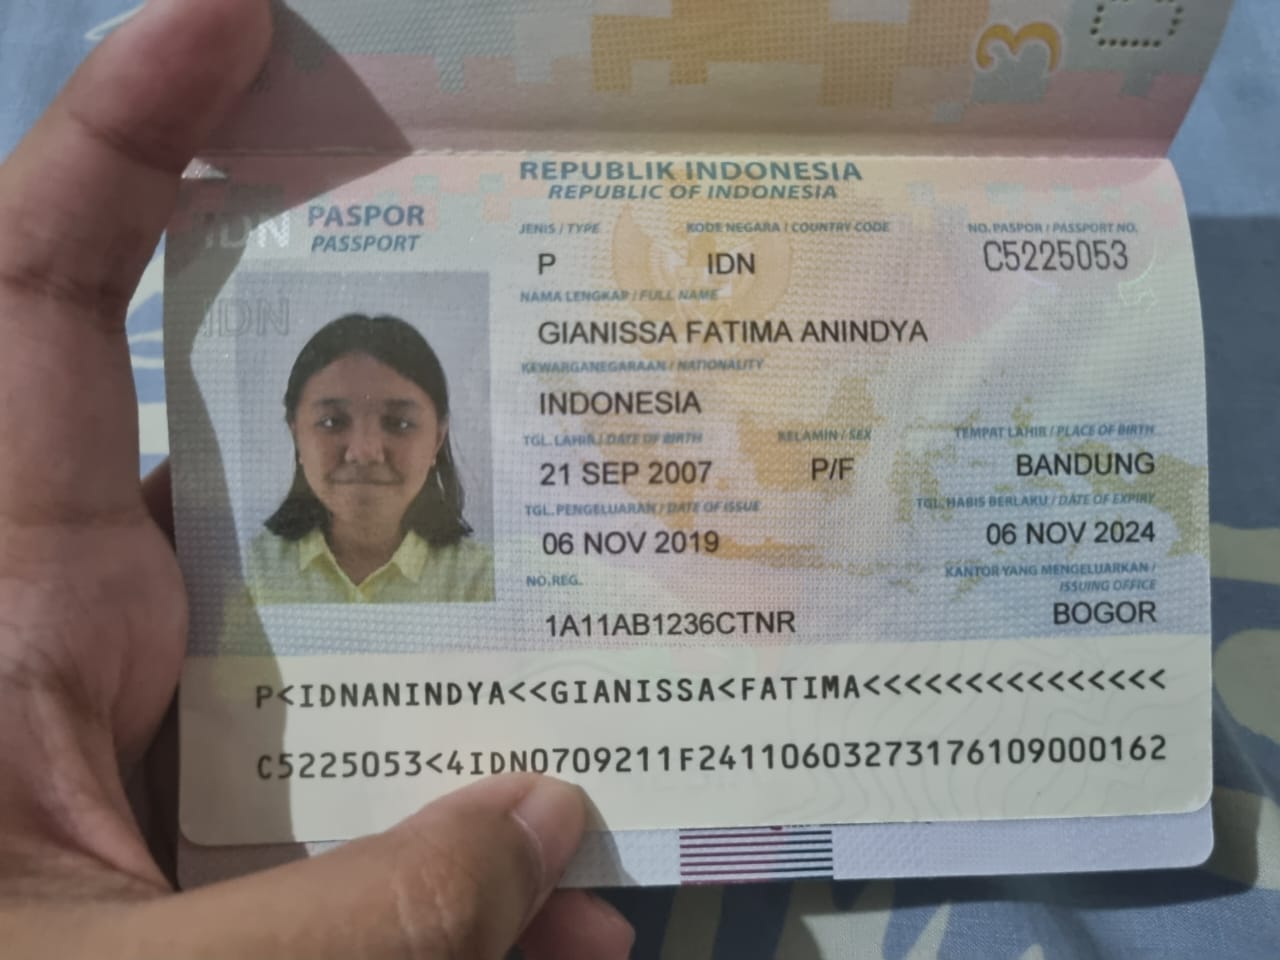 3
REPUBLIK INDONESIA
REPUBLIC OF INDONESIA
IDN
PASPOR
PASSPORT
IDN
JENIS / TYPE KODE NEGARA / COUNTRY CODE NO. PASPOR / PASSPORT NO.
P IDN C5225053
NAMA LENGKAP / FULL NAME
GIANISSA FATIMA ANINDYA
KEWARGANEGARAAN / NATIONALITY
INDONESIA
TGL. LAHIR / DATE OF BIRTH KELAMIN / SEX TEMPAT LAHIR / PLACE OF BIRTH
21 SEP 2007 P/F BANDUNG
TGL. PENGELUARAN / DATE OF ISSUE TGL. HABIS BERLAKU / DATE OF EXPIRY
06 NOV 2019 06 NOV 2024
NO. REG. KANTOR YANG MENGELUARKAN /
ISSUING OFFICE
1A11AB1236CTNR BOGOR
P<IDNANINDYA<<GIANISSA<FATIMA<<<<<<<<<<<<<<<
C5225053<4IDN0709211F2411060327317610900​0162